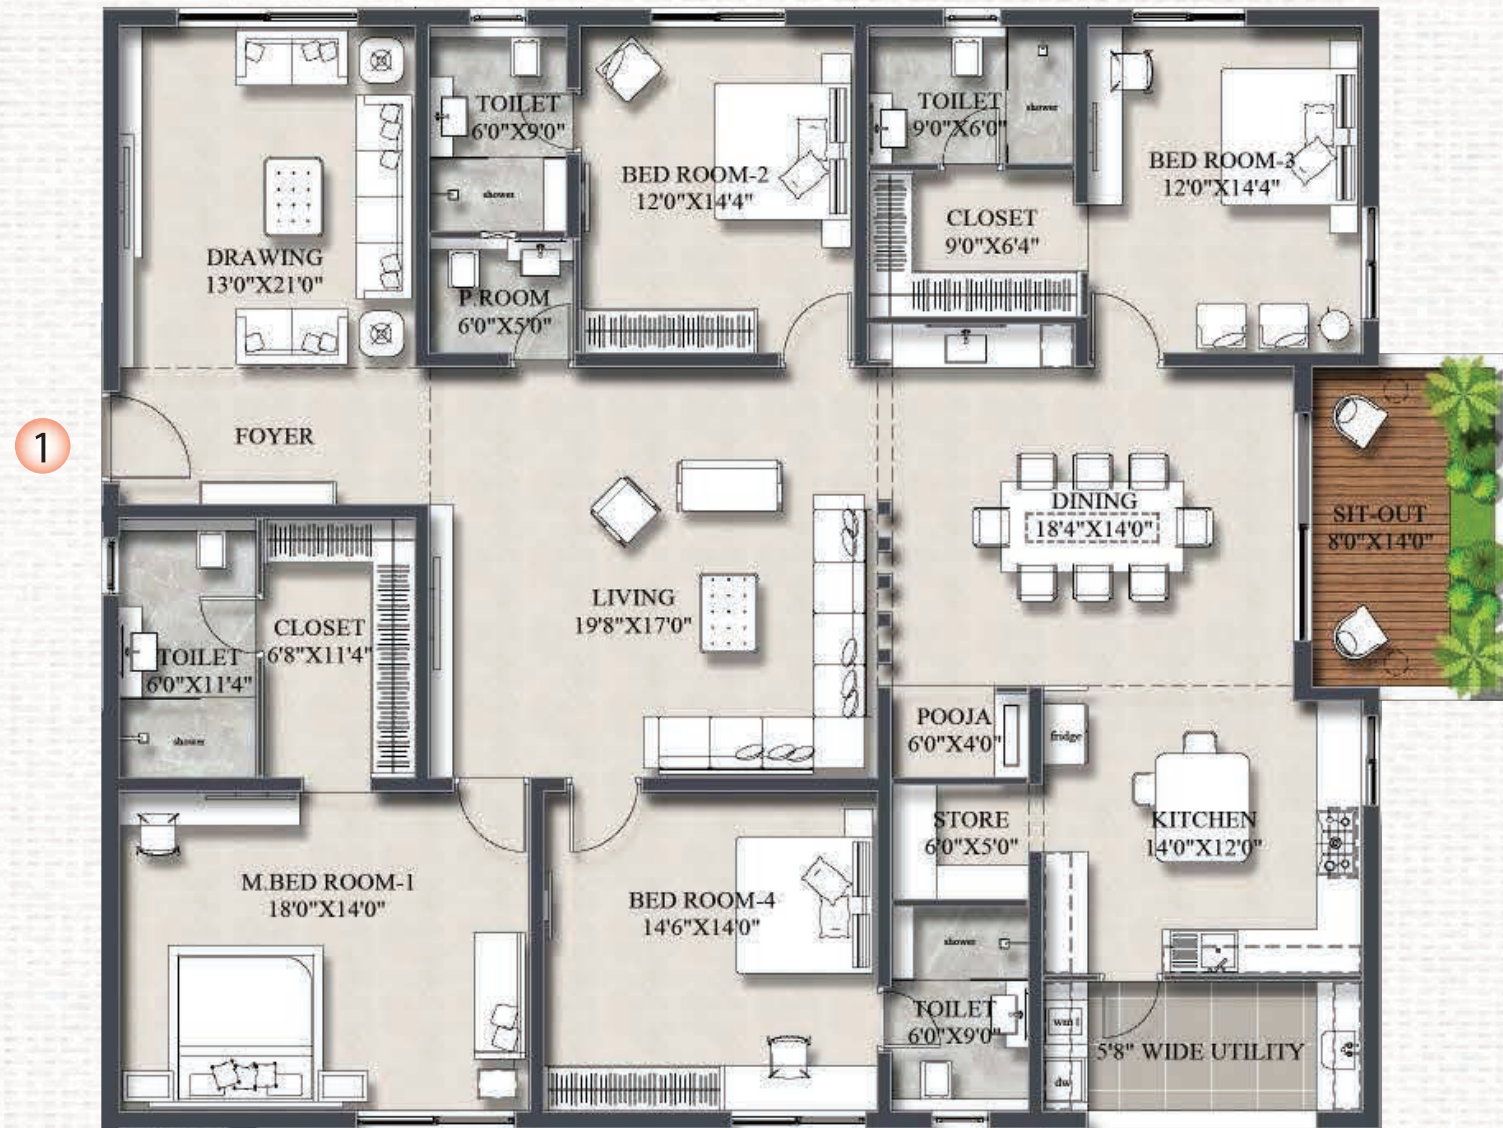 TOILET
6'0"X9'0"
shower
BED ROOM-2
12'0"X14'4"
TOILET
9'0"X6'0"
shower
BED ROOM-3
12'0"X14'4"
CLOSET
9'0"X6'4"
DRAWING
13'0"X21'0"
P.ROOM
6'0"X5'0"
1
FOYER
DINING
18'4"X14'0"
SIT-OUT
8'0"X14'0"
LIVING
19'8"X17'0"
CLOSET
6'8"X11'4"
TOILET
6'0"X11'4"
shower
POOJA
6'0"X4'0"
fridge
STORE
6'0"X5'0"
KITCHEN
14'0"X12'0"
M.BED ROOM-1
18'0"X14'0"
BED ROOM-4
14'6"X14'0"
shower
TOILET
6'0"X9'0"
5'8" WIDE UTILITY
dw